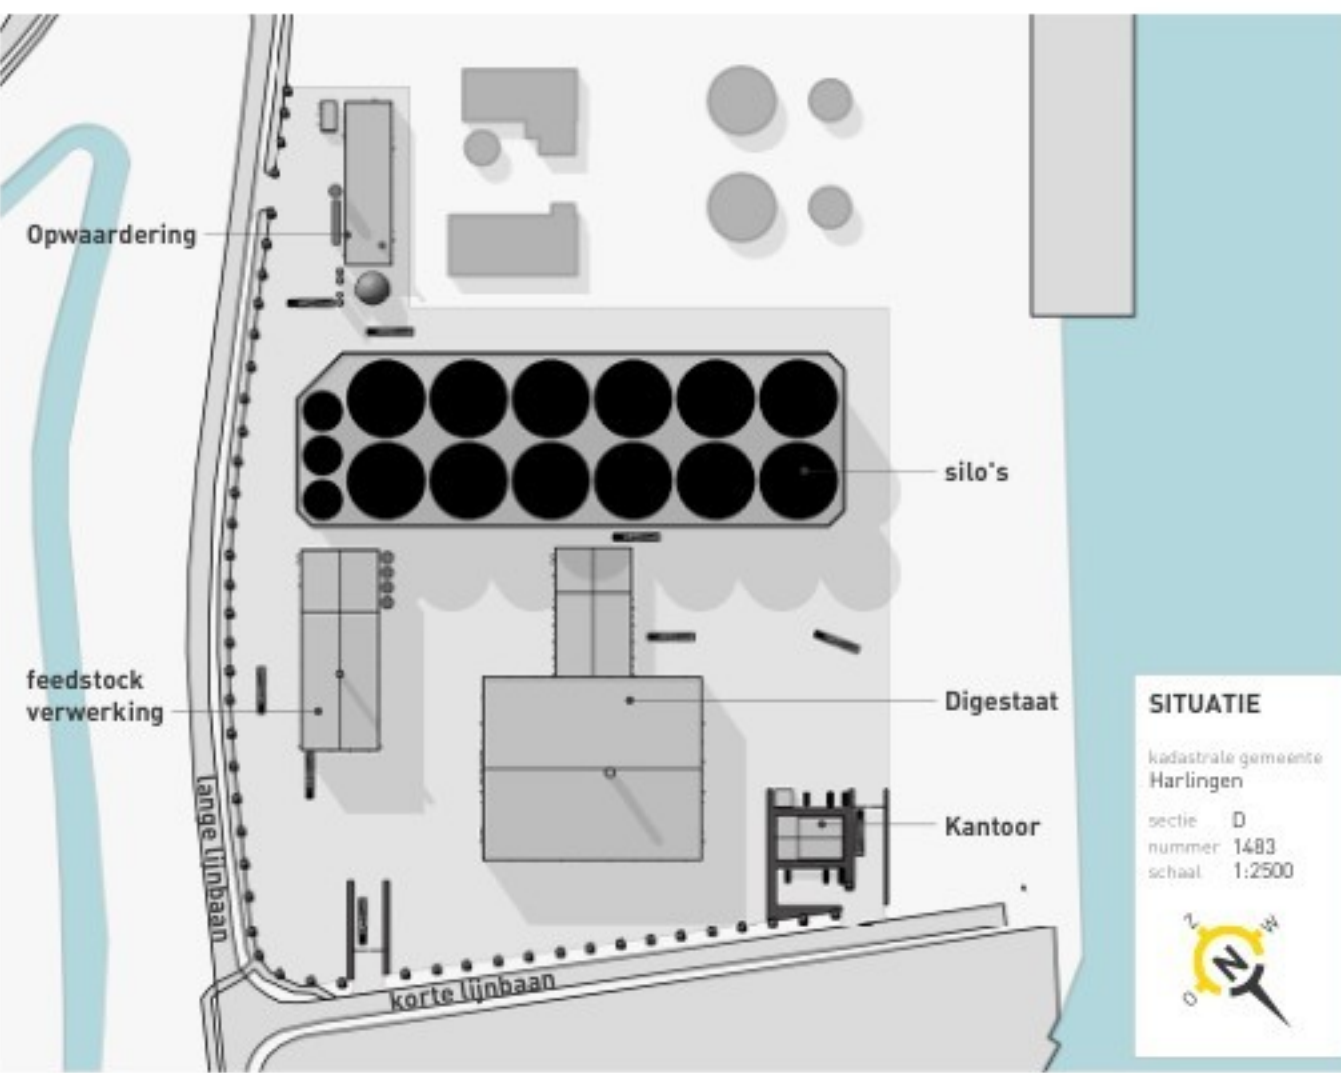 Opwaardering
silo's
feedstock
verwerking
Digestaat
Kantoor
lange lijnbaan
korte lijnbaan
SITUATIE
kadastrale gemeente
Harlingen
sectie D
nummer 1483
schaal 1:2500
Z W
N
O